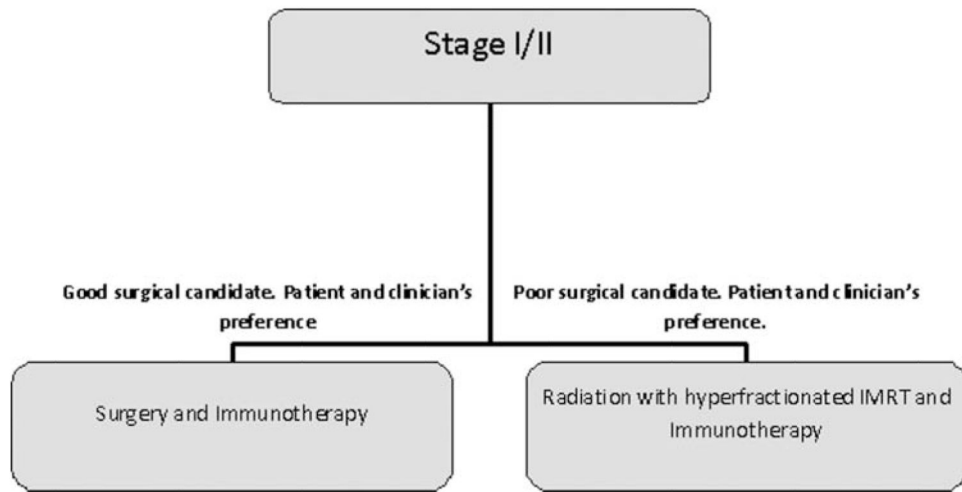 Stage I/II
Good surgical candidate. Patient and clinician's
preference
Poor surgical candidate. Patient and clinician's
preference.
Surgery and Immunotherapy
Radiation with hyperfractionated IMRT and
Immunotherapy